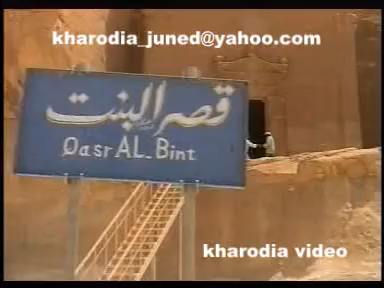 kharodia_juned@yahoo.com
قصر البنت
Qasr AL-Bint
kharodia video